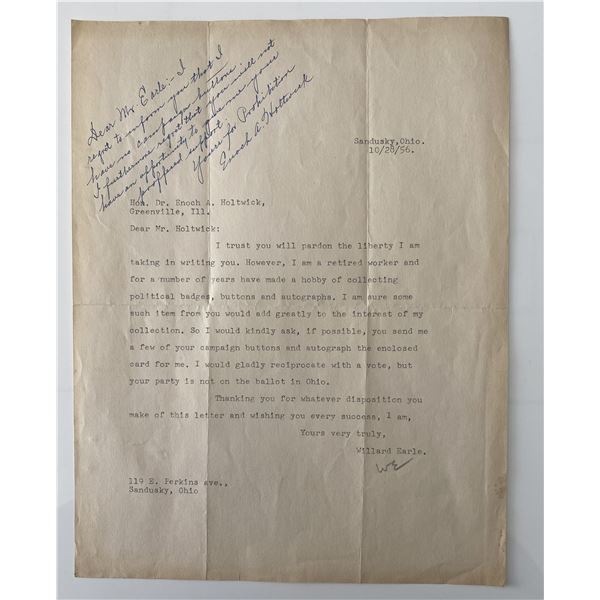 Dear Mr. Earle:- I
regret to inform you that I
have no campaign buttons.
I furthermore regret that you will not
have an opportunity to give me your
proffered support.
Yours for Prohibition
Enoch A. Holtwick
Sandusky,Ohio.
10/28/56.
Hon. Dr. Enoch A. Holtwick,
Greenville, Ill.
Dear Mr. Holtwick:
I trust you will pardon the liberty I am
taking in writing you. However, I am a retired worker and
for a number of years have made a hobby of collecting
political badges, buttons and autographs. I am sure some
such item from you would add greatly to the interest of my
collection. So I would kindly ask, if possible, you send me
a few of your campaign buttons and autograph the enclosed
card for me. I would gladly reciprocate with a vote, but
your party is not on the ballot in Ohio.
Thanking you for whatever disposition you
make of this letter and wishing you every success, I am,
Yours very truly,
Willard Earle.
WE
119 E. Perkins ave.,
Sandusky, Ohio